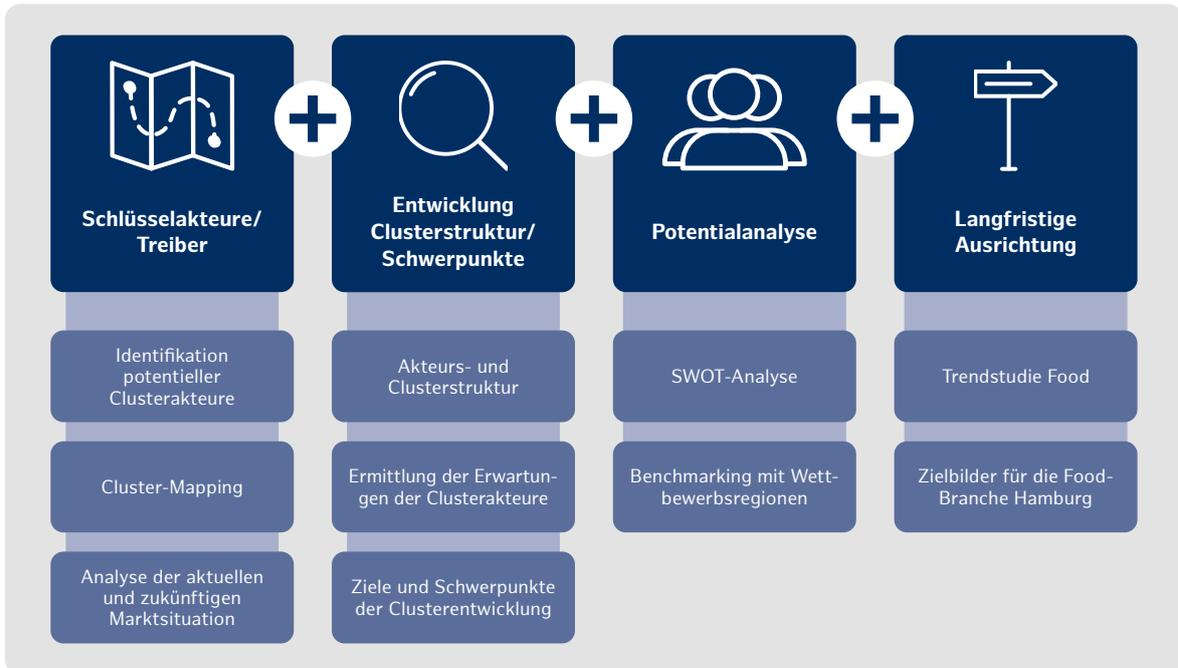 Schlüsselakteure/
Treiber
Entwicklung
Clusterstruktur/
Schwerpunkte
Potentialanalyse
Langfristige
Ausrichtung
Identifikation
potentieller
Clusterakteure
Akteurs- und
Clusterstruktur
SWOT-Analyse
Trendstudie Food
Cluster-Mapping
Ermittlung der Erwartun-
gen der Clusterakteure
Benchmarking mit Wett-
bewerbsregionen
Zielbilder für die Food-
Branche Hamburg
Analyse der aktuellen
und zukünftigen
Marktsituation
Ziele und Schwerpunkte
der Clusterentwicklung